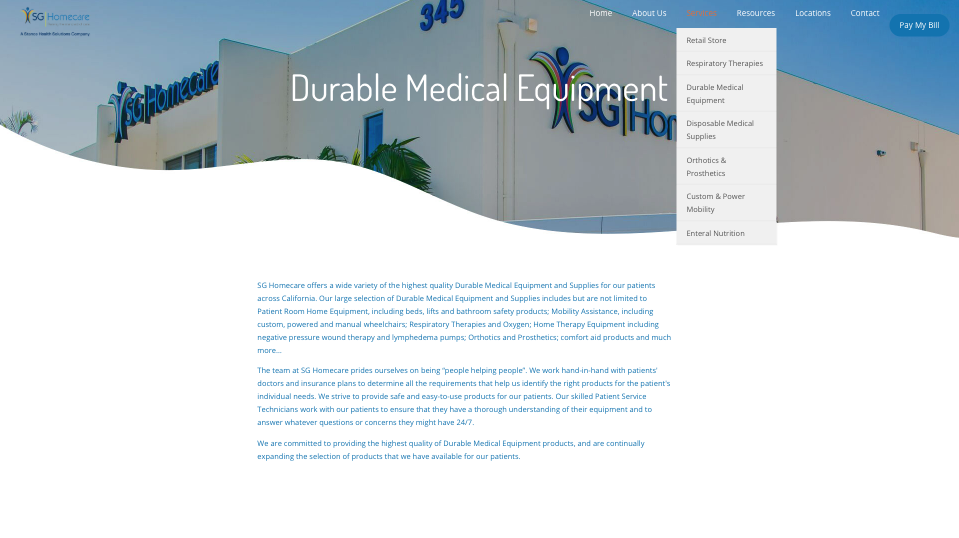 SG Homecare
Home About Us Resources Locations Contact
Pay My Bill
345
SG Homecare
SG Hom
Durable Medical Equipment
Retail Store
Respiratory Therapies
Durable Medical
Equipment
Disposable Medical
Supplies
Orthotics &
Prosthetics
Custom & Power
Mobility
Enteral Nutrition
SG Homecare offers a wide variety of the highest quality Durable Medical Equipment and Supplies for our patients
across California. Our large selection of Durable Medical Equipment and Supplies includes but are not limited to
Patient Room Home Equipment, including beds, lifts and bathroom safety products; Mobility Assistance, including
custom, powered and manual wheelchairs; Respiratory Therapies and Oxygen; Home Therapy Equipment including
negative pressure wound therapy and lymphedema pumps; Orthotics and Prosthetics; comfort aid products and much
more...
The team at SG Homecare prides ourselves on being "people helping people". We work hand-in-hand with patients'
doctors and insurance plans to determine all the requirements that help us identify the right products for the patient's
individual needs. We strive to provide safe and easy-to-use products for our patients. Our skilled Patient Service
Technicians work with our patients to ensure that they have a thorough understanding of their equipment and to
answer whatever questions or concerns they might have 24/7.
We are committed to providing the highest quality of Durable Medical Equipment products, and are continually
expanding the selection of products that we have available for our patients.